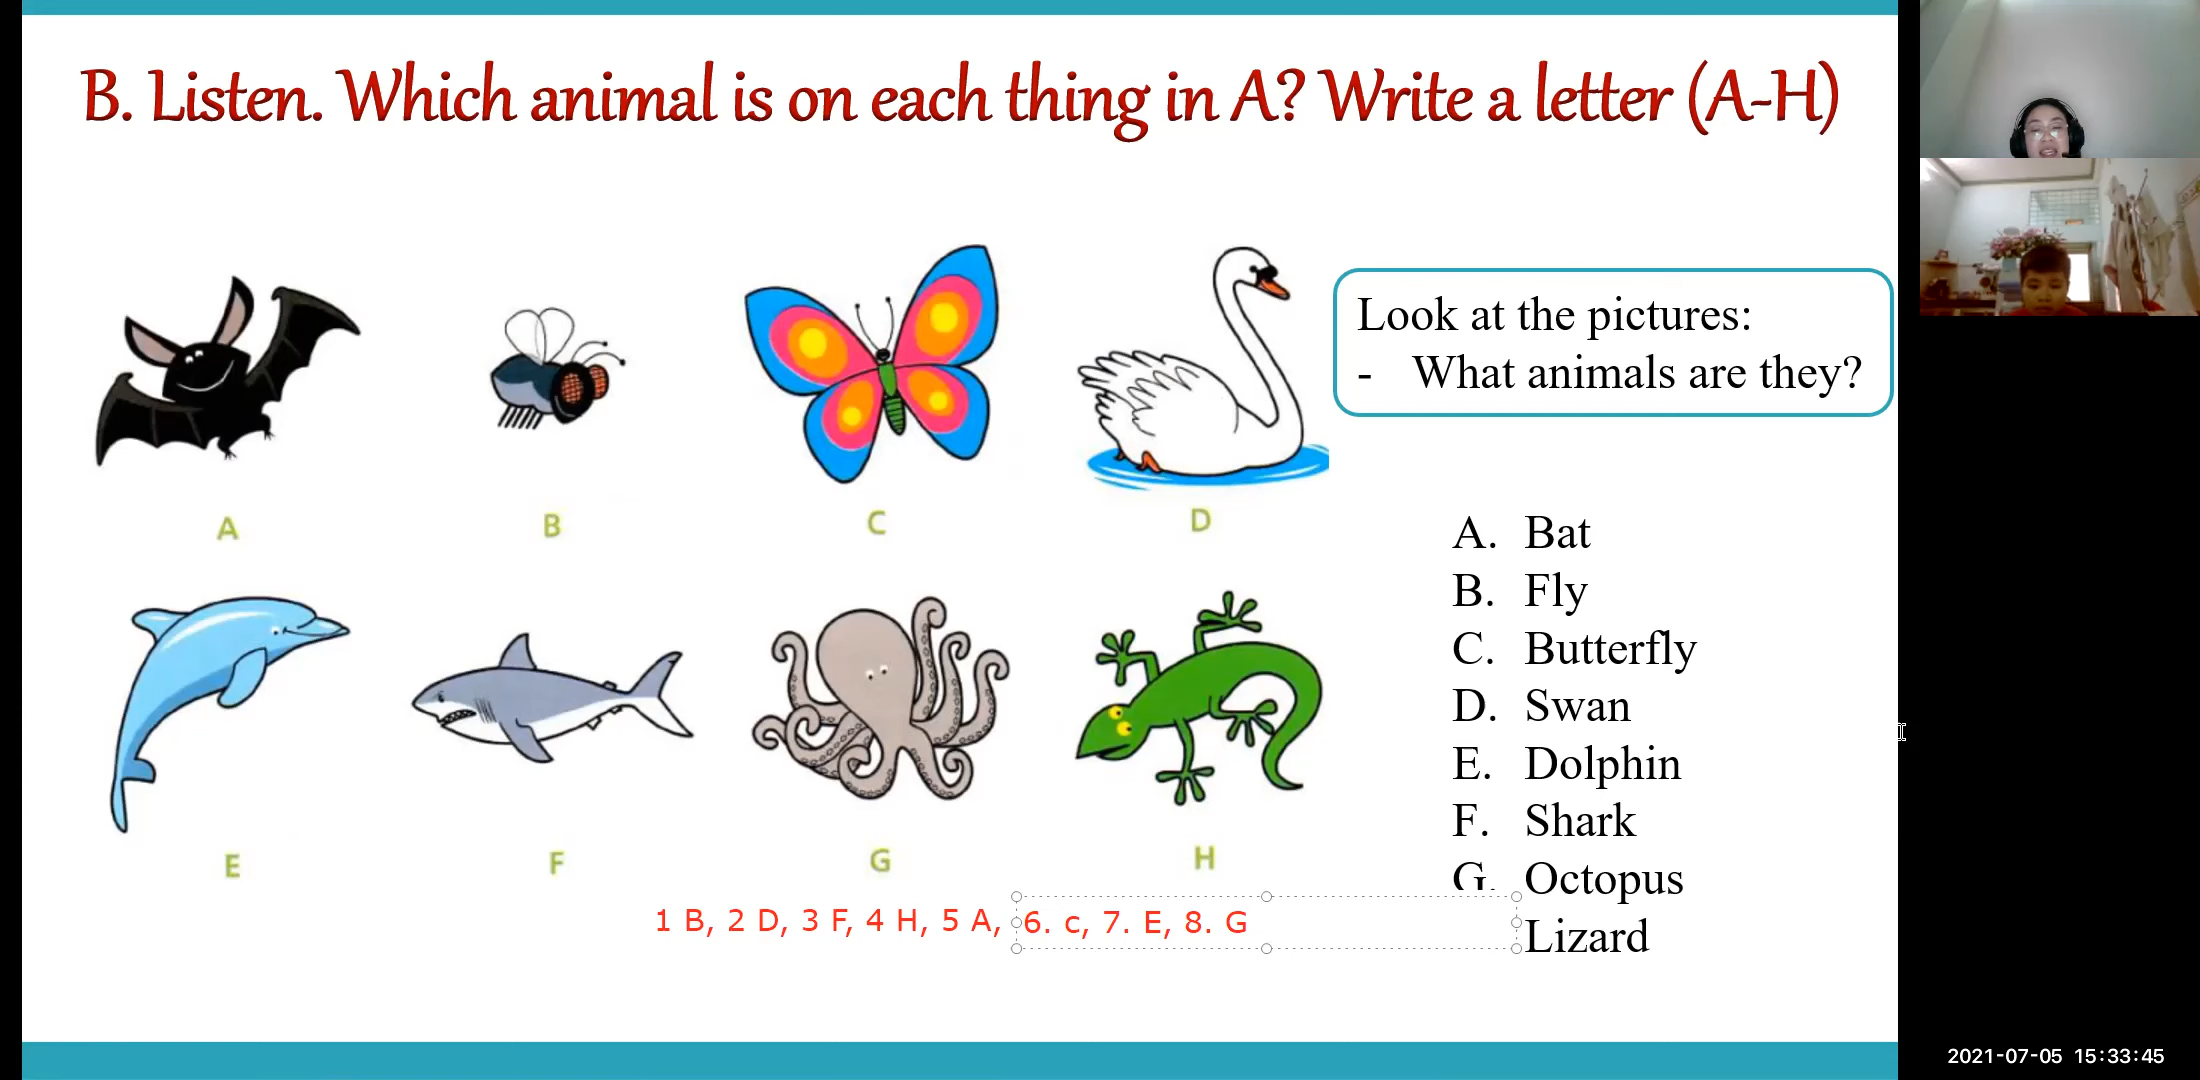 B. Listen. Which animal is on each thing in A? Write a letter (A-H)
Look at the pictures:
- What animals are they?
A B C D
E F G H
A. Bat
B. Fly
C. Butterfly
D. Swan
E. Dolphin
F. Shark
G. Octopus
Lizard
1 B, 2 D, 3 F, 4 H, 5 A, 6. c, 7. E, 8. G
2021-07-05 15:33:45